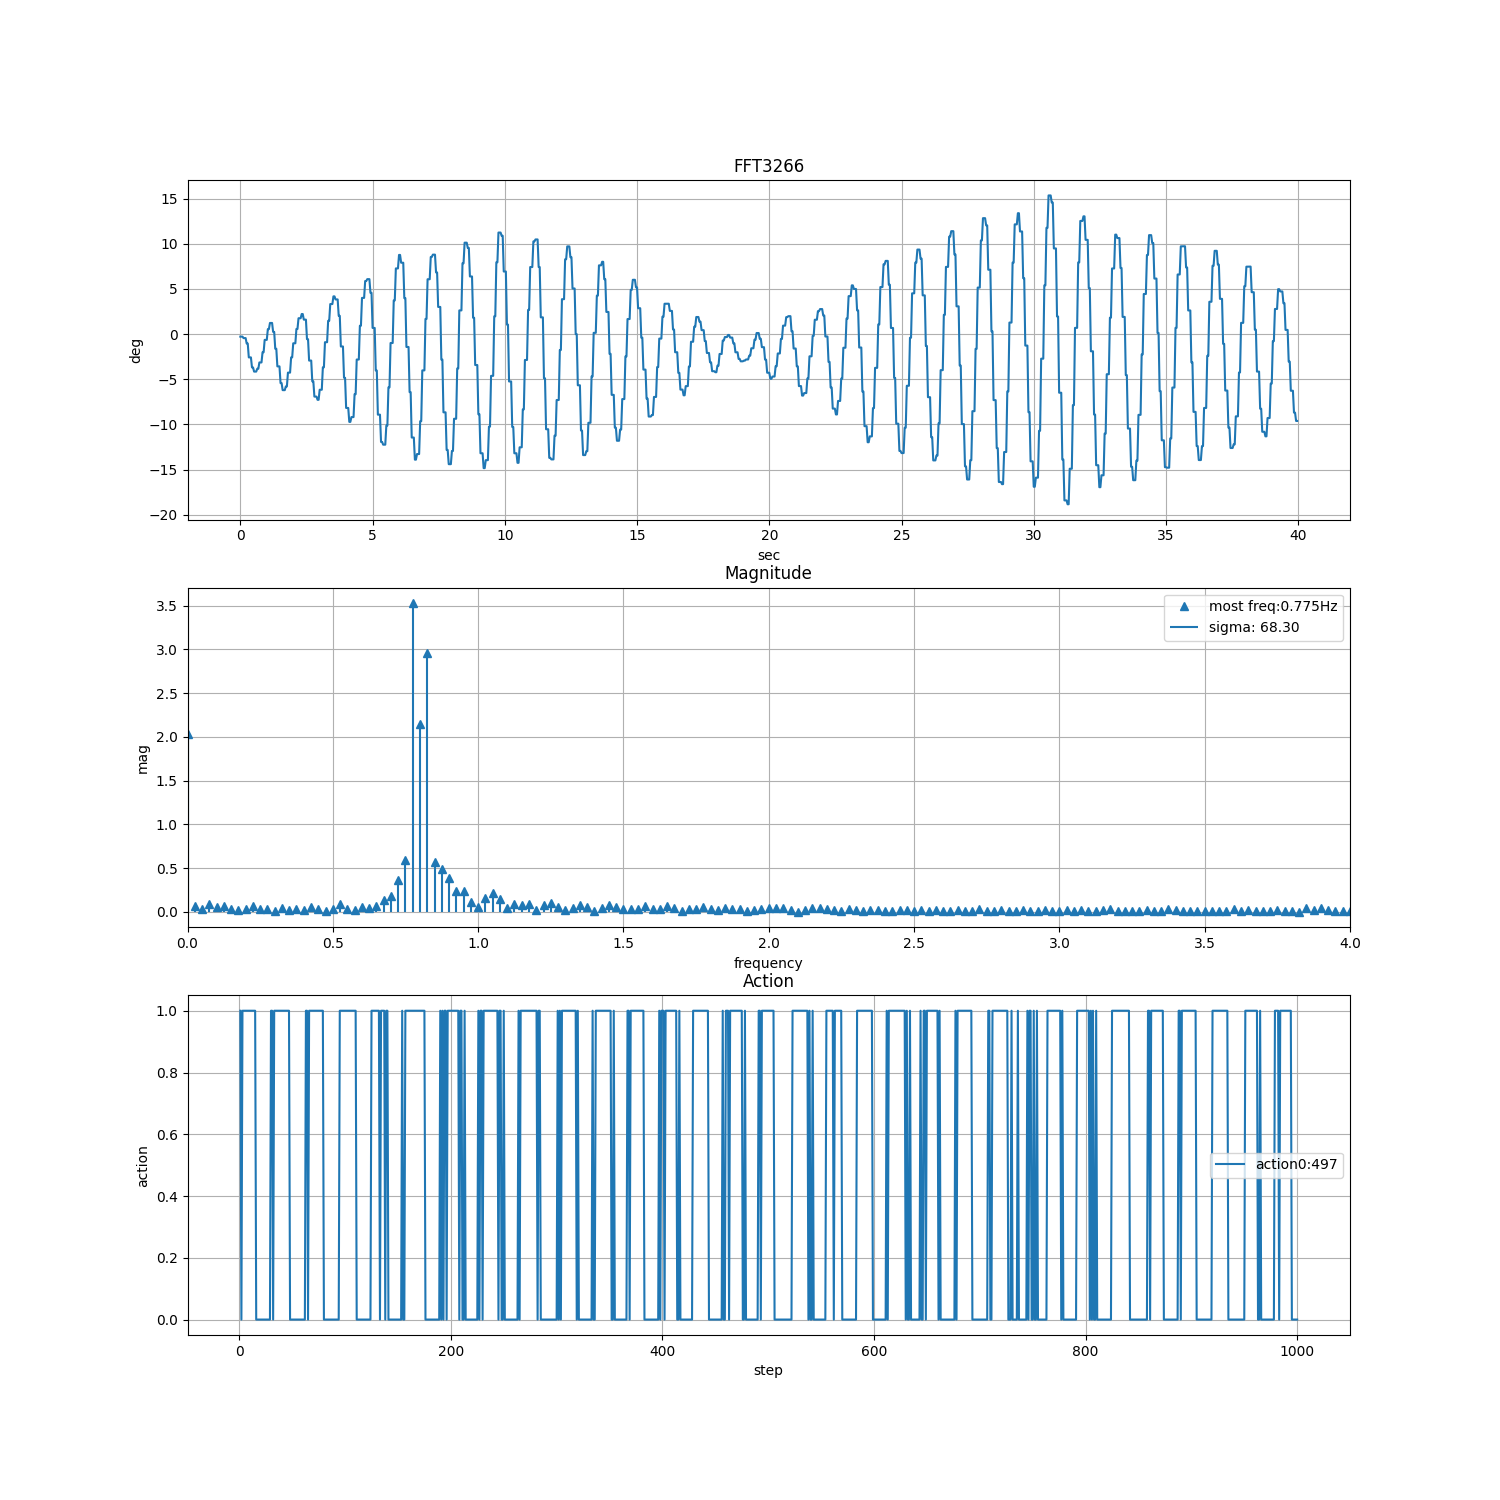 FFT3266
15
10
5
0
−5
−10
−15
−20
deg
0 5 10 15 20 25 30 35 40
sec
Magnitude
3.5
3.0
2.5
2.0
1.5
1.0
0.5
0.0
mag
most freq:0.775Hz
sigma: 68.30
0.0 0.5 1.0 1.5 2.0 2.5 3.0 3.5 4.0
frequency
Action
1.0
0.8
0.6
0.4
0.2
0.0
action
action0:497
0 200 400 600 800 1000
step